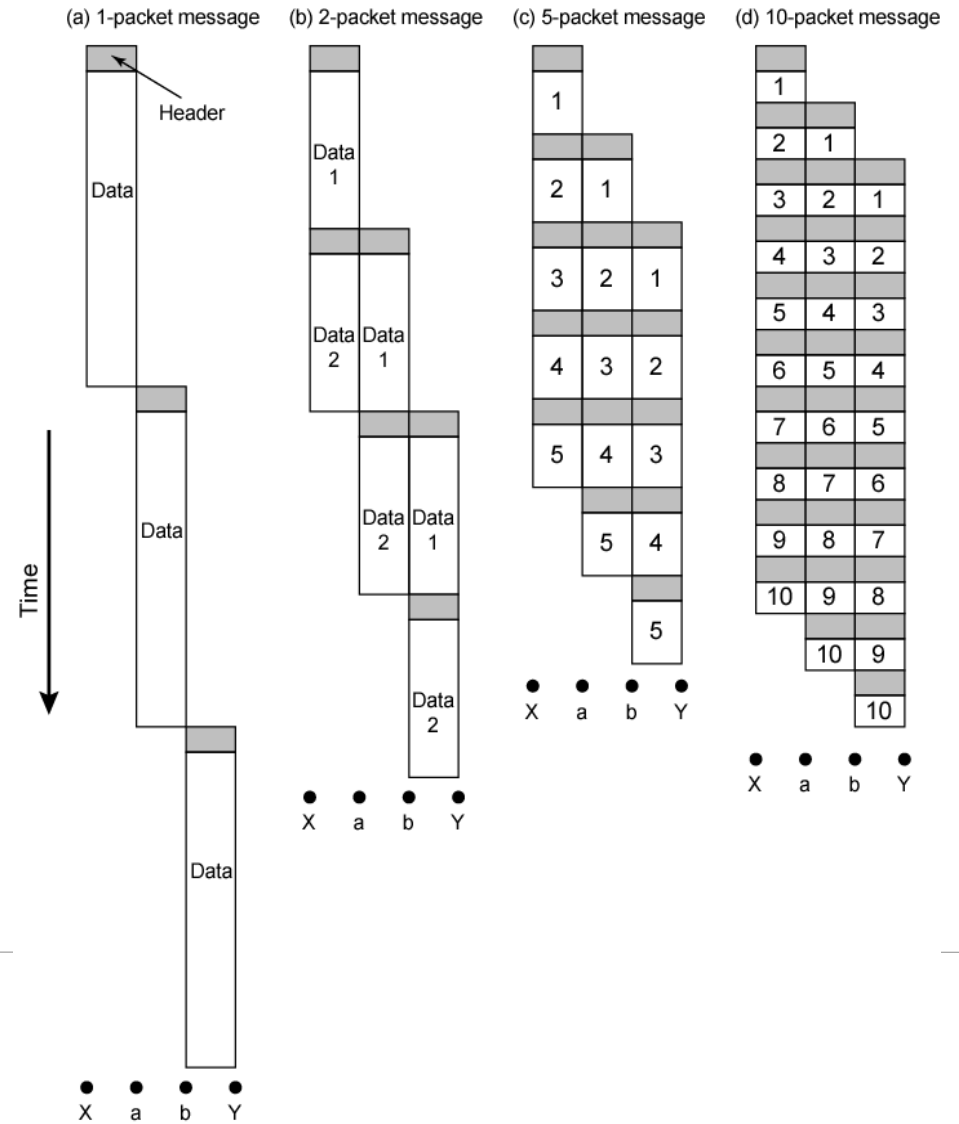 (a) 1-packet message
Header
Data
Data
Data
(b) 2-packet message
Data
1
Data
2
Data
1
Data
2
Data
1
Data
2
(c) 5-packet message
1
2 1
3 2 1
4 3 2
5 4 3
5 4
5
(d) 10-packet message
1
2 1
3 2 1
4 3 2
5 4 3
6 5 4
7 6 5
8 7 6
9 8 7
10 9 8
10 9
10
Time
X a b Y
X a b Y
X a b Y
X a b Y